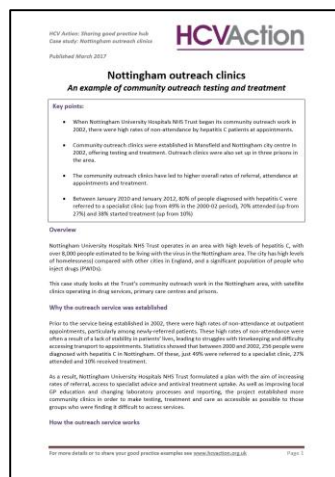 HCV Action: Sharing good practice hub
Case study: Nottingham outreach clinics
Published March 2017
HCVAction
Nottingham outreach clinics
An example of community outreach testing and treatment
Key points:
• When Nottingham University Hospitals NHS Trust began its community outreach work in
2002, there were high rates of non-attendance by hepatitis C patients at appointments.
• Community outreach clinics were established in Mansfield and Nottingham city centre in
2002, offering testing and treatment. Outreach clinics were also set up in three prisons in
the area.
• The community outreach clinics have led to higher overall rates of referral, attendance at
appointments and treatment.
• Between January 2010 and January 2012, 80% of people diagnosed with hepatitis C were
referred to a specialist clinic (up from 49% in the 2000-02 period), 70% attended (up from
27%) and 38% started treatment (up from 10%)
Overview
Nottingham University Hospitals NHS Trust operates in an area with high levels of hepatitis C, with
over 8,000 people estimated to be living with the virus in the Nottingham area. The city has high levels
of homelessness) compared with other cities in England, and a significant population of people who
inject drugs (PWIDs).
This case study looks at the Trust's community outreach work in the Nottingham area, with satellite
clinics operating in drug services, primary care centres and prisons.
Why the outreach service was established
Prior to the service being established in 2002, there were high rates of non-attendance at outpatient
appointments, particularly among newly-referred patients. These high rates of non-attendance were
often a result of a lack of stability in patients' lives, leading to struggles with timekeeping and difficulty
accessing transport to appointments. Statistics showed that between 2000 and 2002, 256 people were
diagnosed with hepatitis C in Nottingham. Of these, just 49% were referred to a specialist clinic, 27%
attended and 10% received treatment.
As a result, Nottingham University Hospitals NHS Trust formulated a plan with the aim of increasing
rates of referral, access to specialist advice and antiviral treatment uptake. As well as improving local
GP education and changing laboratory processes and reporting, the project established more
community clinics in order to make testing, treatment and care as accessible as possible to those
groups who were finding it difficult to access services.
How the outreach service works
For more details or to share your good practice examples see www.hcvaction.org.uk
Page 1